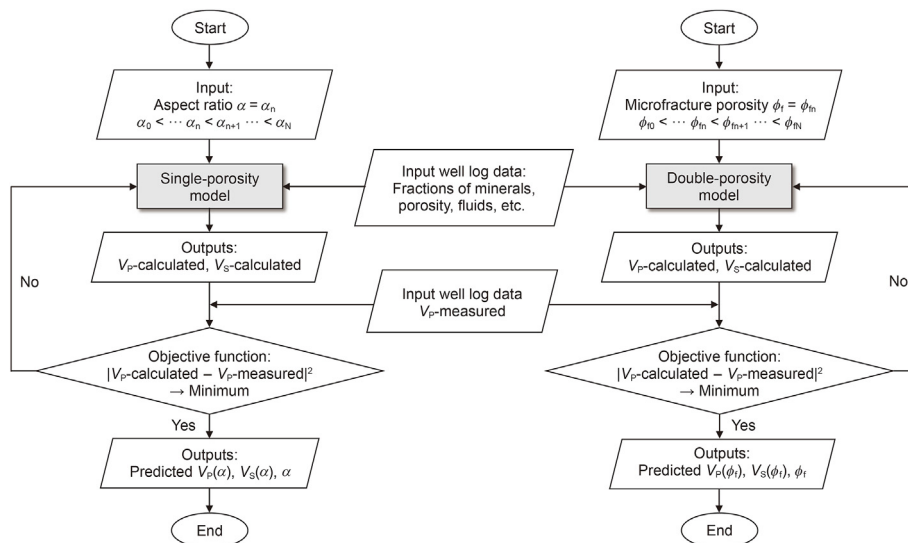 Start
Input:
Aspect ratio α = αn
α0 < ··· αn < αn+1 ··· < αN
Single-porosity
model
Outputs:
VP-calculated, VS-calculated
No
Objective function:
|VP-calculated – VP-measured|²
→ Minimum
Yes
Outputs:
Predicted VP(α), VS(α), α
End
Input well log data:
Fractions of minerals,
porosity, fluids, etc.
Input well log data
VP-measured
Start
Input:
Microfracture porosity ϕf = ϕfn
ϕf0 < ··· ϕfn < ϕfn+1 ··· < ϕfN
Double-porosity
model
Outputs:
VP-calculated, VS-calculated
No
Objective function:
|VP-calculated – VP-measured|²
→ Minimum
Yes
Outputs:
Predicted VP(ϕf), VS(ϕf), ϕf
End